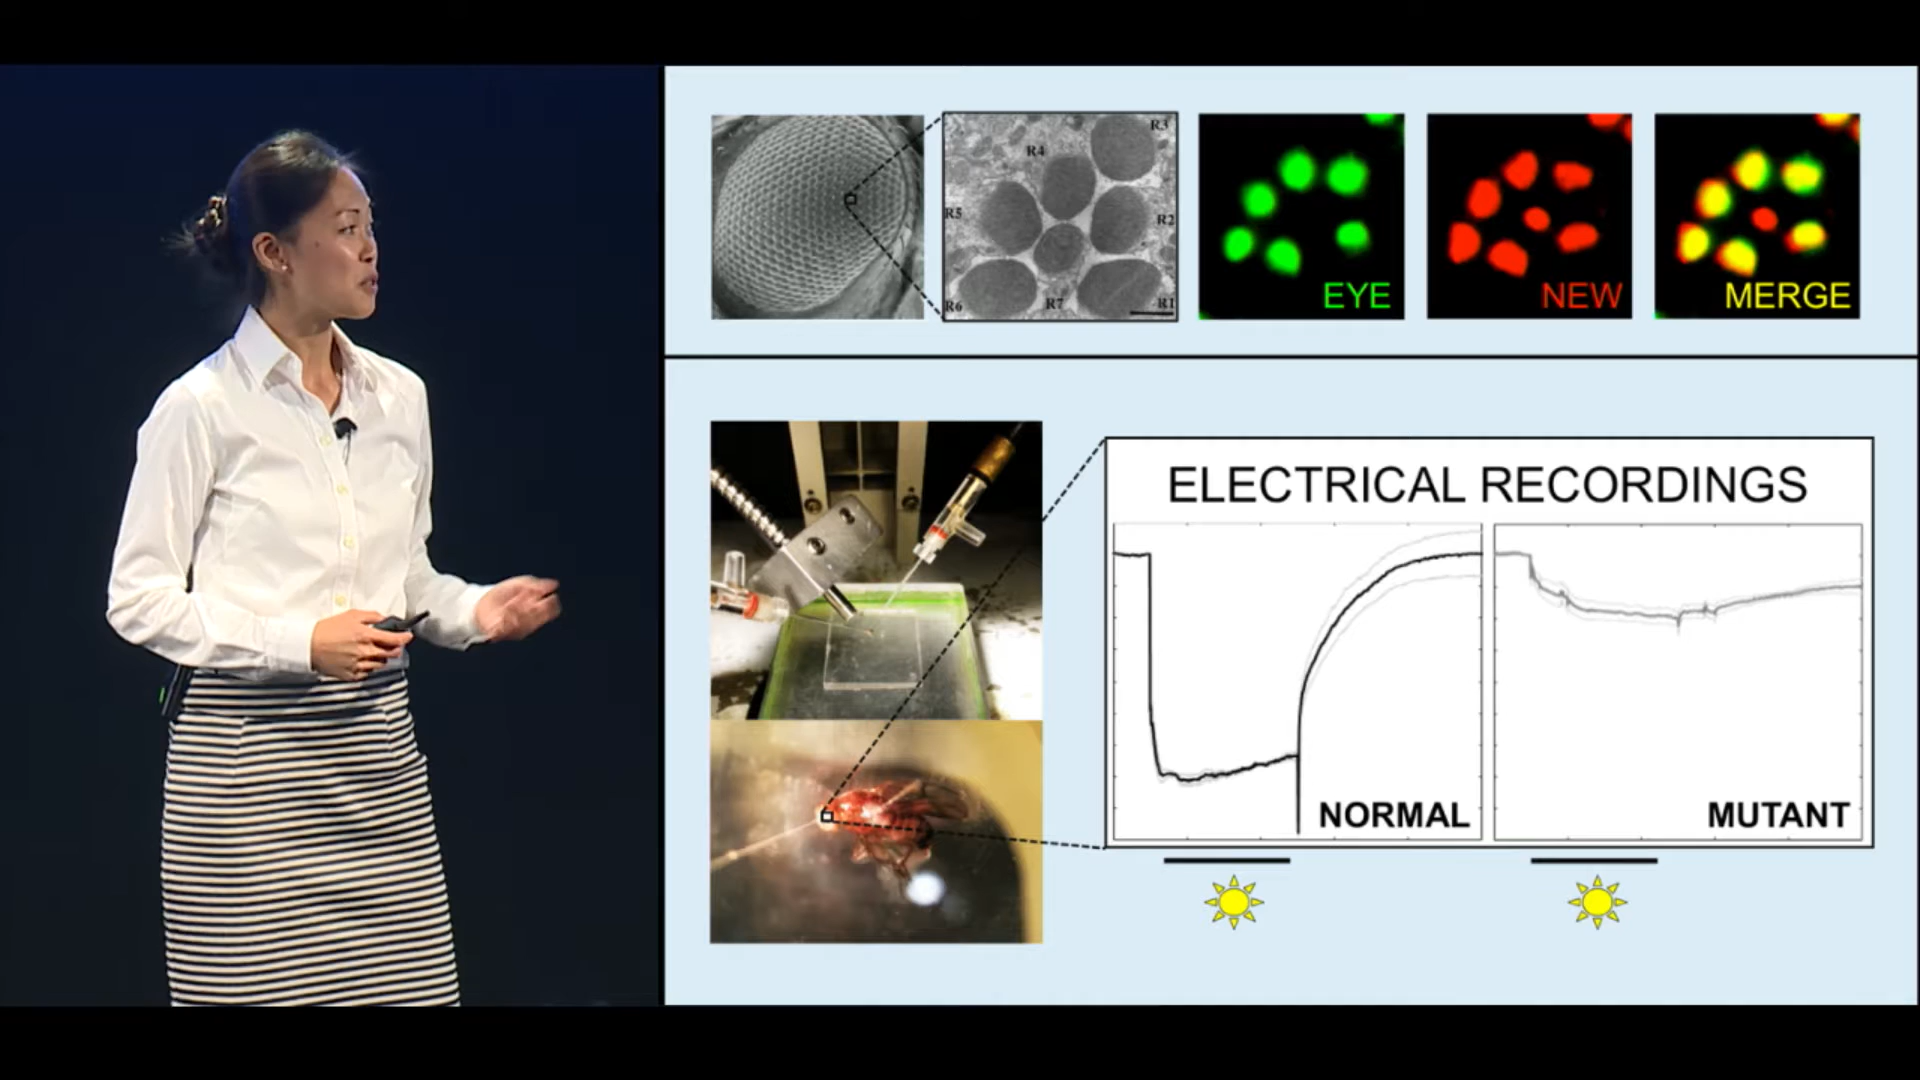 R3
R4
R5
R2
R6
R7
R1
EYE
NEW
MERGE
ELECTRICAL RECORDINGS
NORMAL
MUTANT